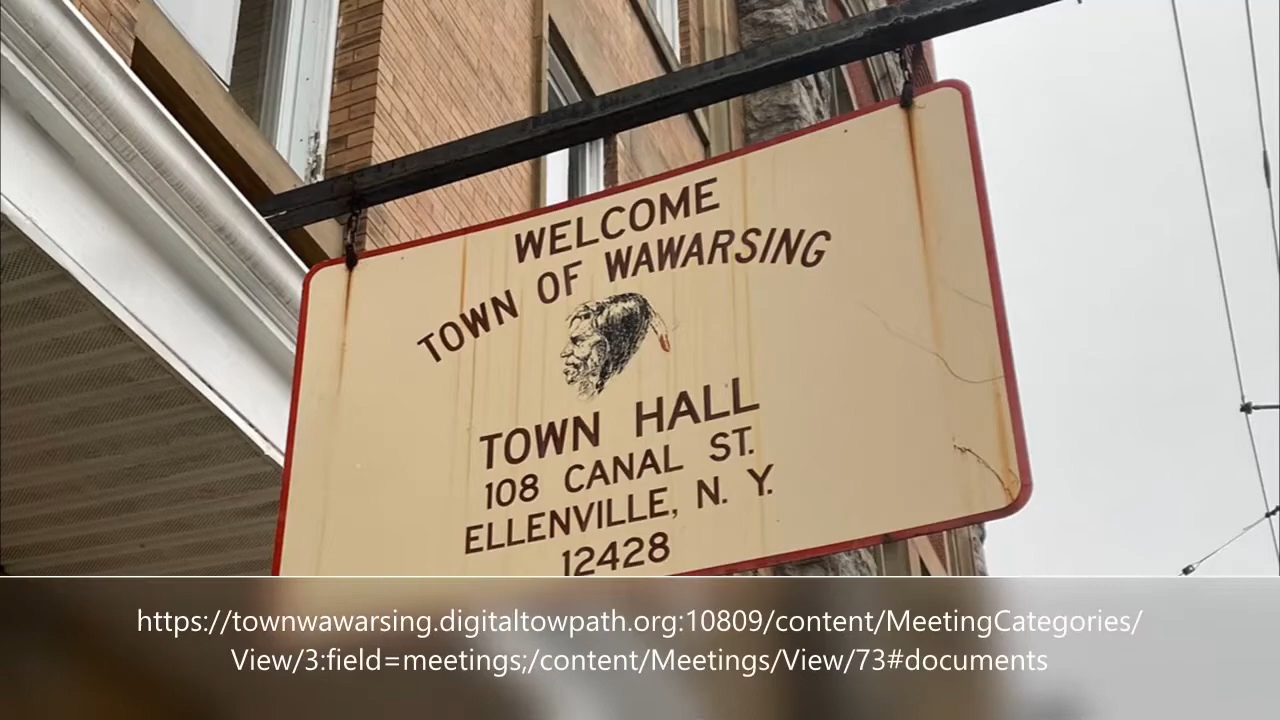 WELCOME
TOWN OF WAWARSING
TOWN HALL
108 CANAL ST.
ELLENVILLE, N. Y.
12428
https://townwawarsing.digitaltowpath.org:10809/content/MeetingCategories/
View/3:field=meetings;/content/Meetings/View/73#documents